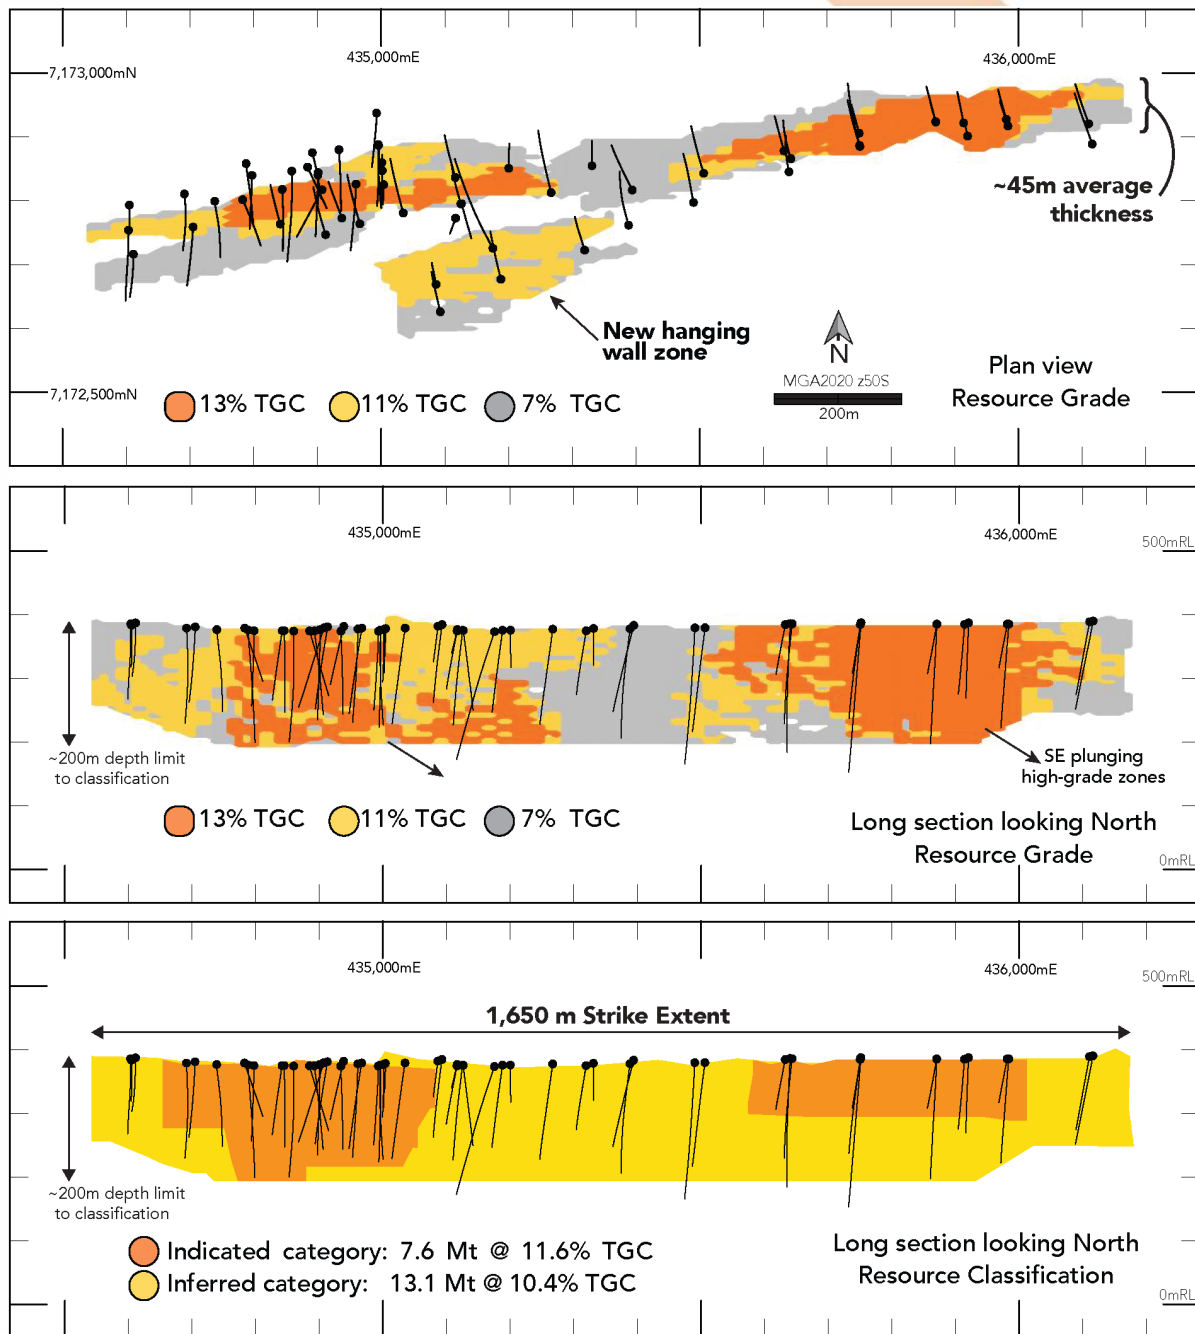 435,000mE
436,000mE
7,173,000mN
~45m average
thickness
New hanging
wall zone
N
MGA2020 z50S
200m
Plan view
Resource Grade
7,172,500mN
13% TGC
11% TGC
7% TGC
435,000mE
436,000mE
500mRL
~200m depth limit
to classification
SE plunging
high-grade zones
13% TGC
11% TGC
7% TGC
Long section looking North
Resource Grade
0mRL
435,000mE
436,000mE
500mRL
1,650 m Strike Extent
~200m depth limit
to classification
Indicated category: 7.6 Mt @ 11.6% TGC
Inferred category: 13.1 Mt @ 10.4% TGC
Long section looking North
Resource Classification
0mRL